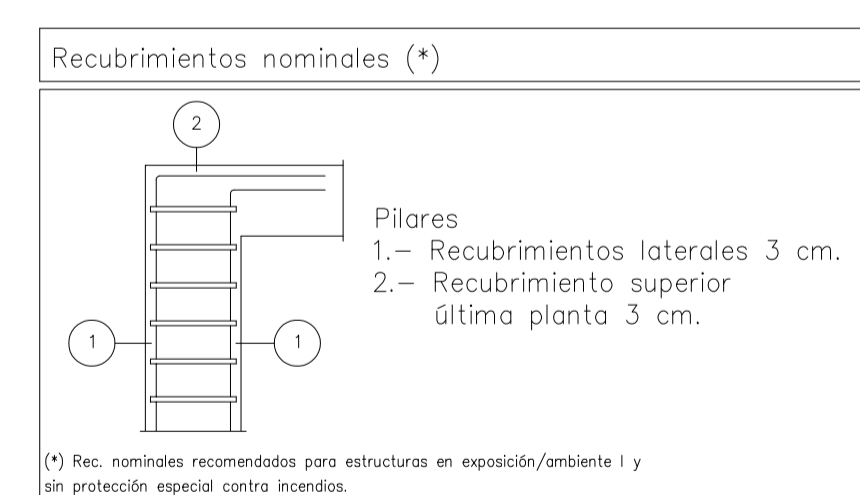 Recubrimientos nominales (*)
2
Pilares
1.— Recubrimientos laterales 3 cm.
2.— Recubrimiento superior
última planta 3 cm.
1
1
(*) Rec. nominales recomendados para estructuras en exposición/ambiente I y
sin protección especial contra incendios.